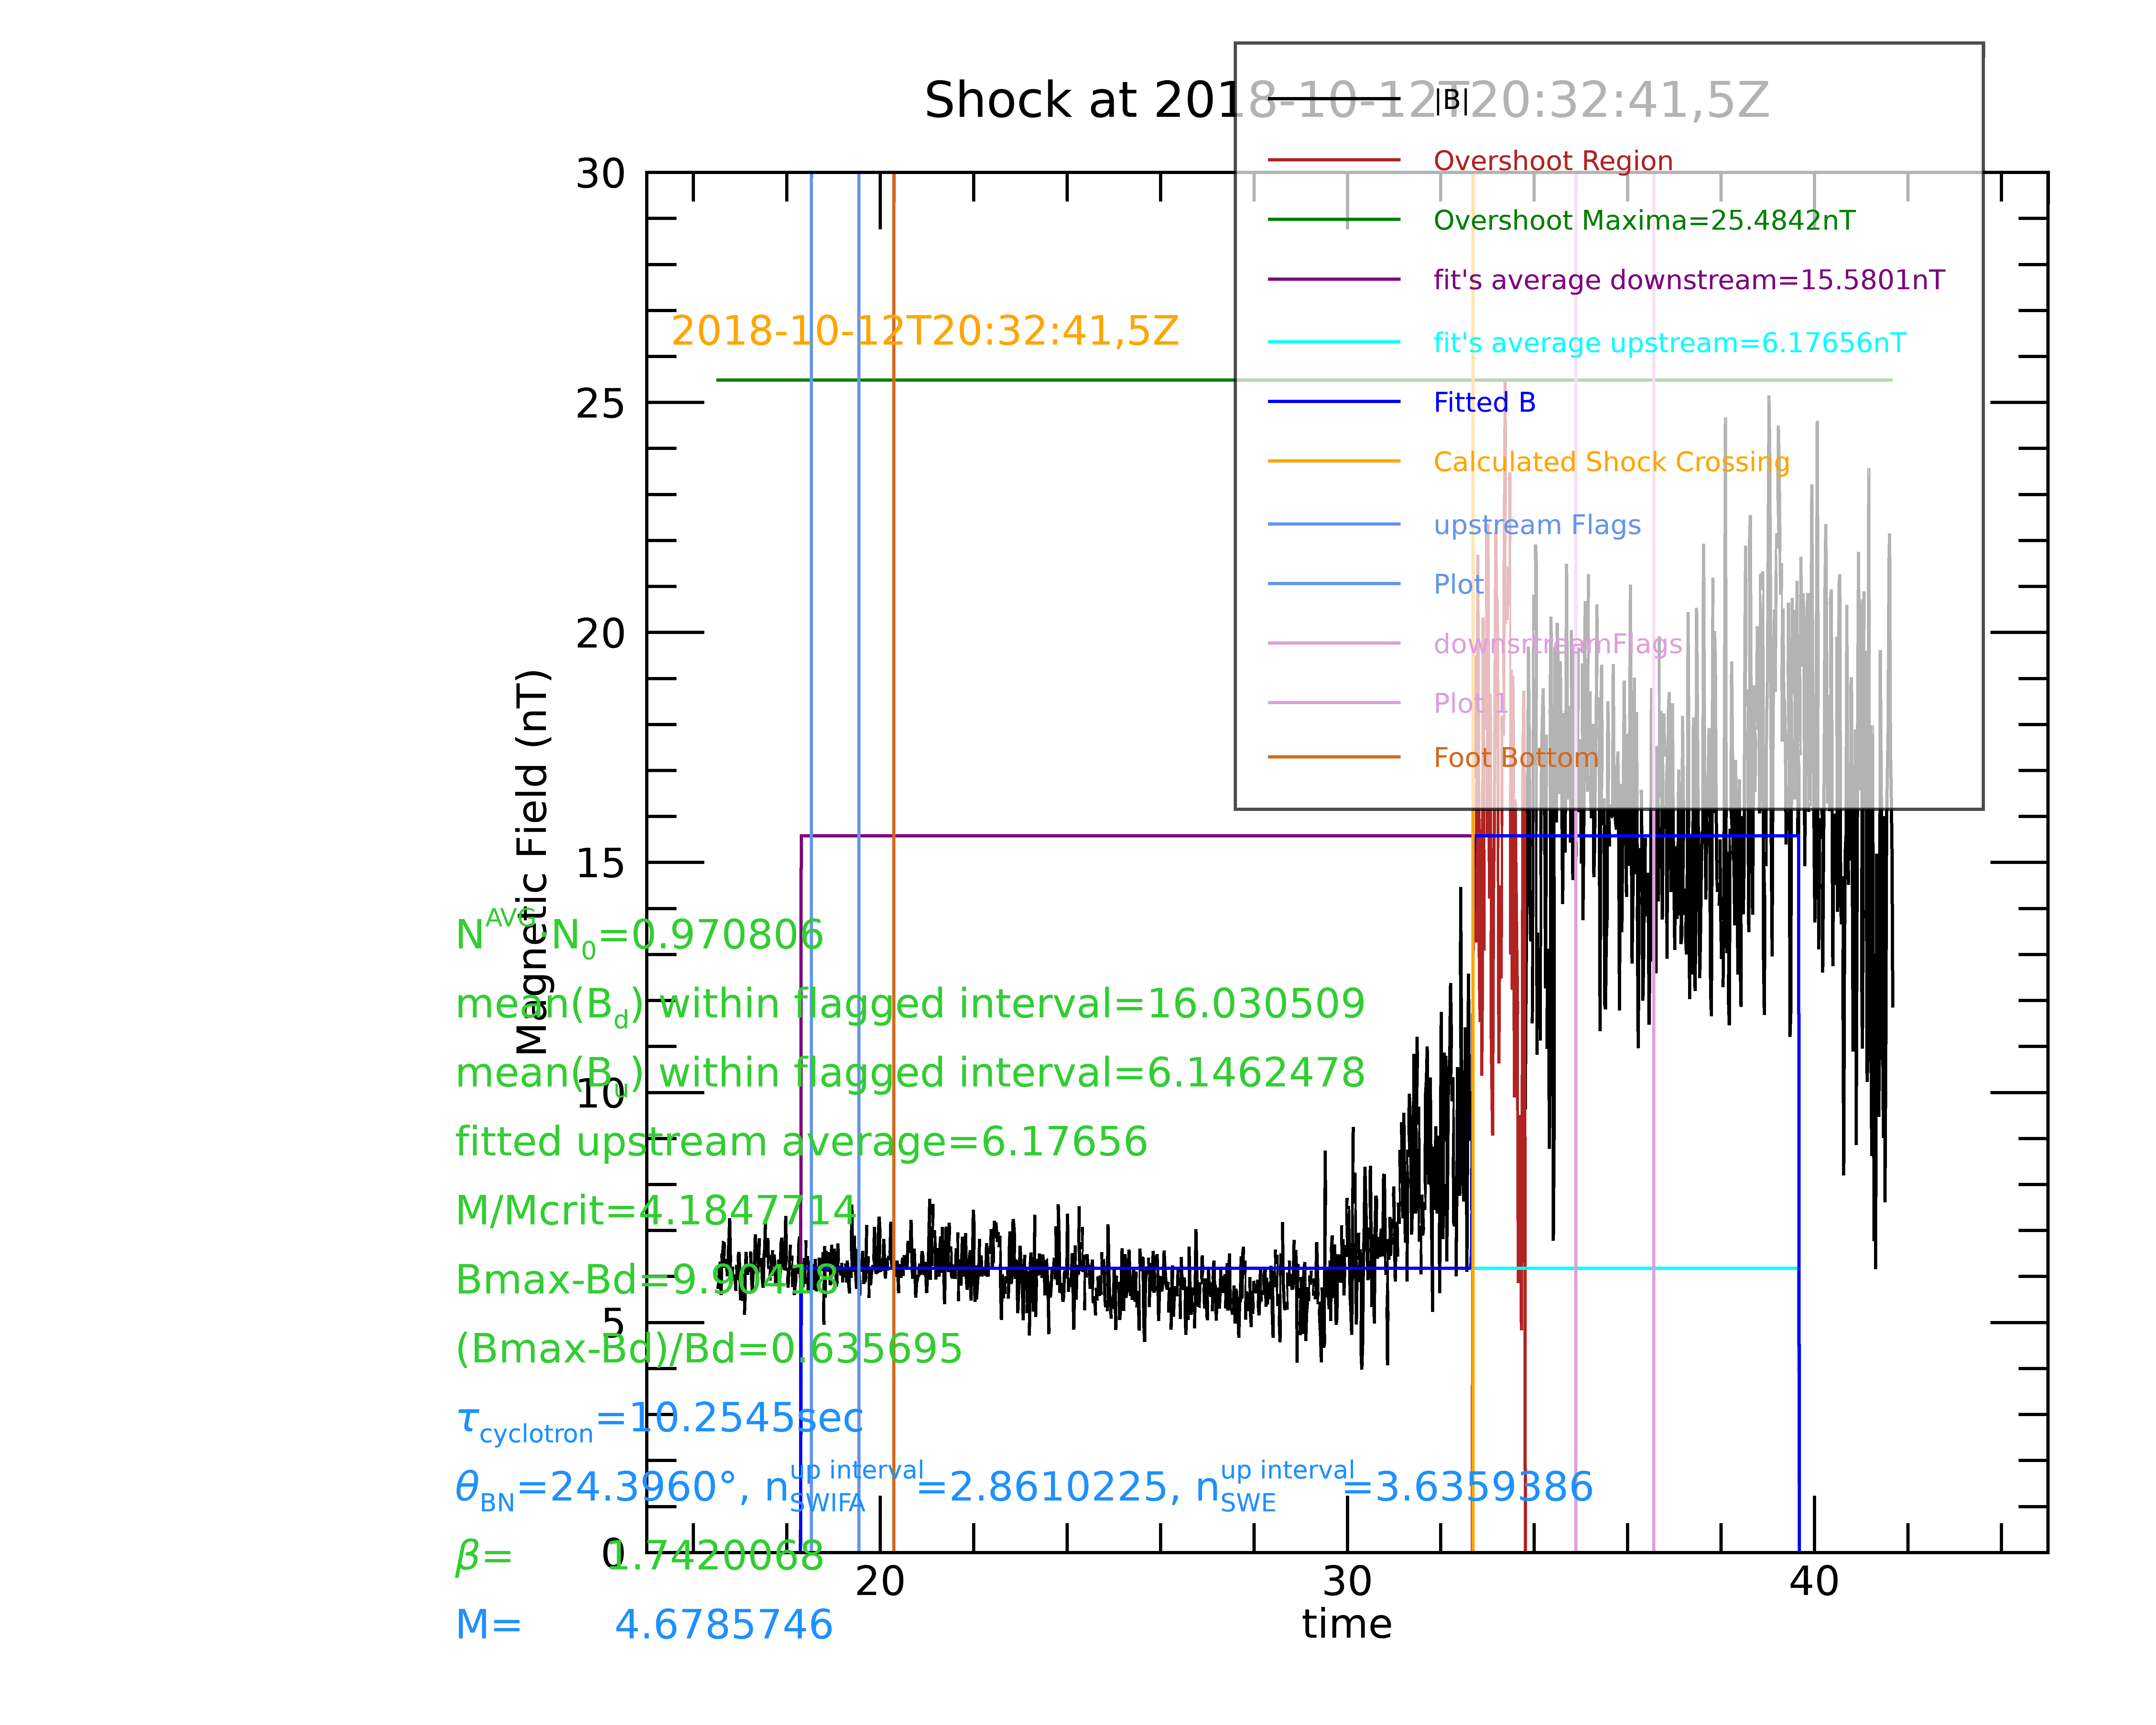 Shock at 2018-10-12T20:32:41,5Z
|B|
Overshoot Region
Overshoot Maxima=25.4842nT
fit's average downstream=15.5801nT
fit's average upstream=6.17656nT
Fitted B
Calculated Shock Crossing
upstream Flags
Plot
downsrtreamFlags
Plot 1
Foot Bottom
2018-10-12T20:32:41,5Z
30
25
20
15
10
5
0
Magnetic Field (nT)
N^AVG·N_0=0.970806
mean(B_d) within flagged interval=16.030509
mean(B_u) within flagged interval=6.1462478
fitted upstream average=6.17656
M/Mcrit=4.1847714
Bmax-Bd=9.90418
(Bmax-Bd)/Bd=0.635695
τ_cyclotron=10.2545sec
θ_BN=24.3960°, n_SWIFA^up interval=2.8610225, n_SWE^up interval=3.6359386
β= 1.7420068
M= 4.6785746
20 30 40
time